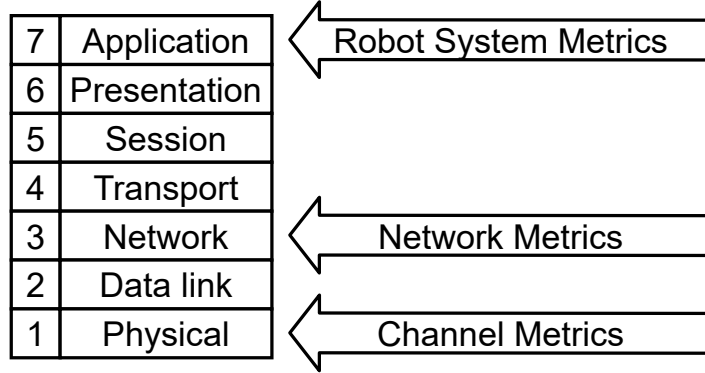 7 Application Robot System Metrics
6 Presentation
5 Session
4 Transport
3 Network Network Metrics
2 Data link
1 Physical Channel Metrics